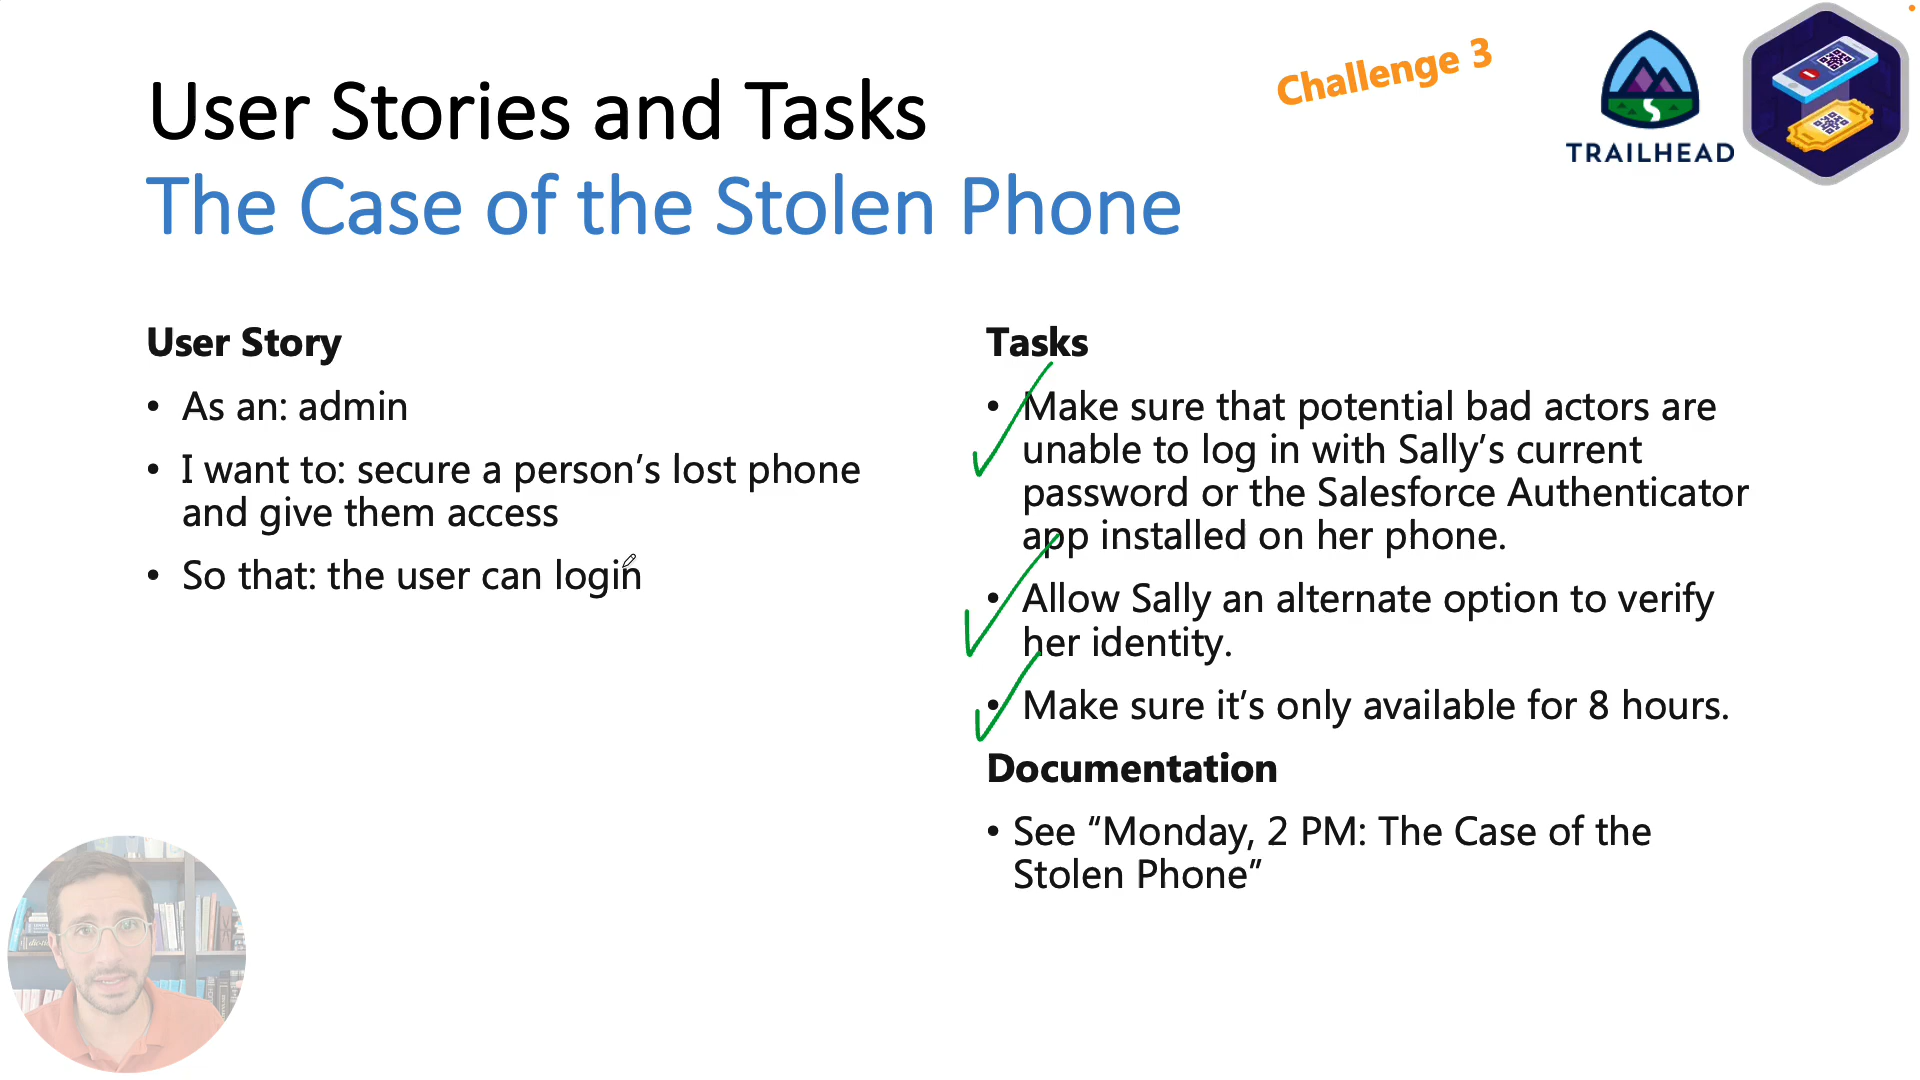 Challenge 3
User Stories and Tasks
TRAILHEAD
The Case of the Stolen Phone
User Story
• As an: admin
• I want to: secure a person’s lost phone
and give them access
• So that: the user can login
Tasks
• Make sure that potential bad actors are
unable to log in with Sally’s current
password or the Salesforce Authenticator
app installed on her phone.
• Allow Sally an alternate option to verify
her identity.
• Make sure it’s only available for 8 hours.
Documentation
• See “Monday, 2 PM: The Case of the
Stolen Phone”